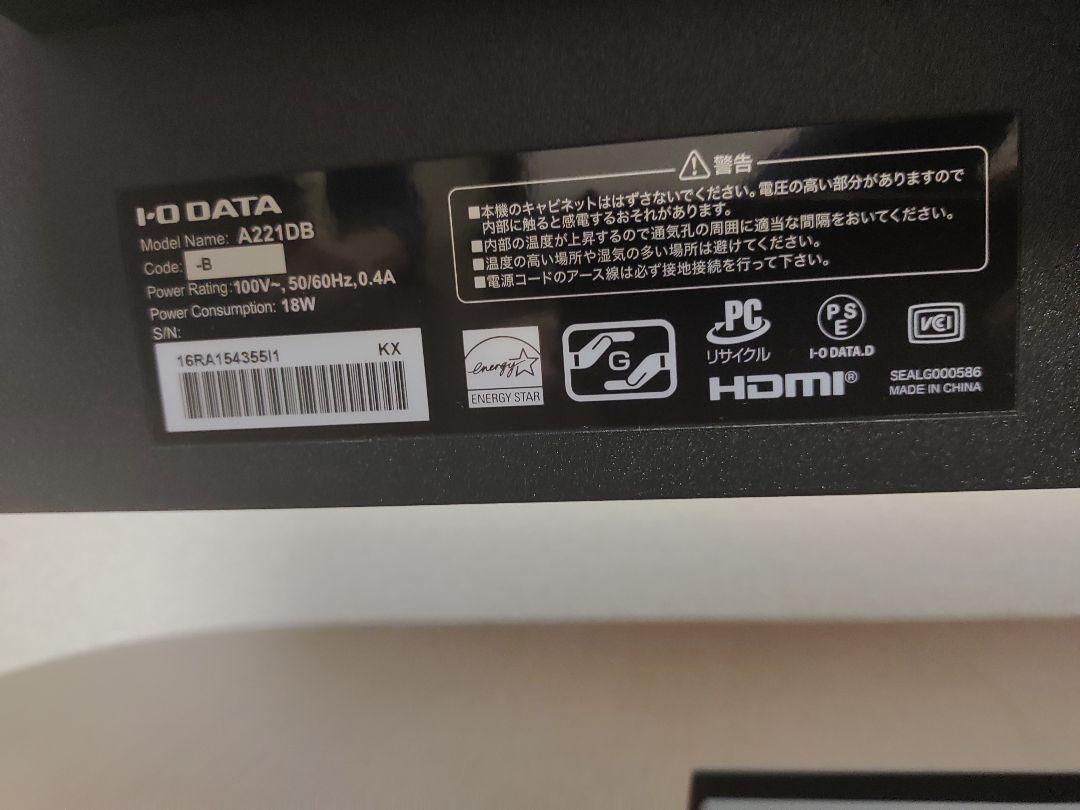 I-O DATA
Model Name: A221DB
Code: -B
Power Rating:100V~, 50/60Hz,0.4A
Power Consumption: 18W
S/N:
16RA154355I1 KX
警告
■本機のキャビネットははずさないでください。電圧の高い部分がありますので
内部に触ると感電するおそれがあります。
■内部の温度が上昇するので通気孔の周囲に適当な間隔をおいてください。
■温度の高い場所や湿気の多い場所は避けてください。
■電源コードのアース線は必ず接地接続を行って下さい。
energy
ENERGY STAR
G
PC
リサイクル
HDMI®
PS
E
I-O DATA.D
VCI
SEALG000586
MADE IN CHINA